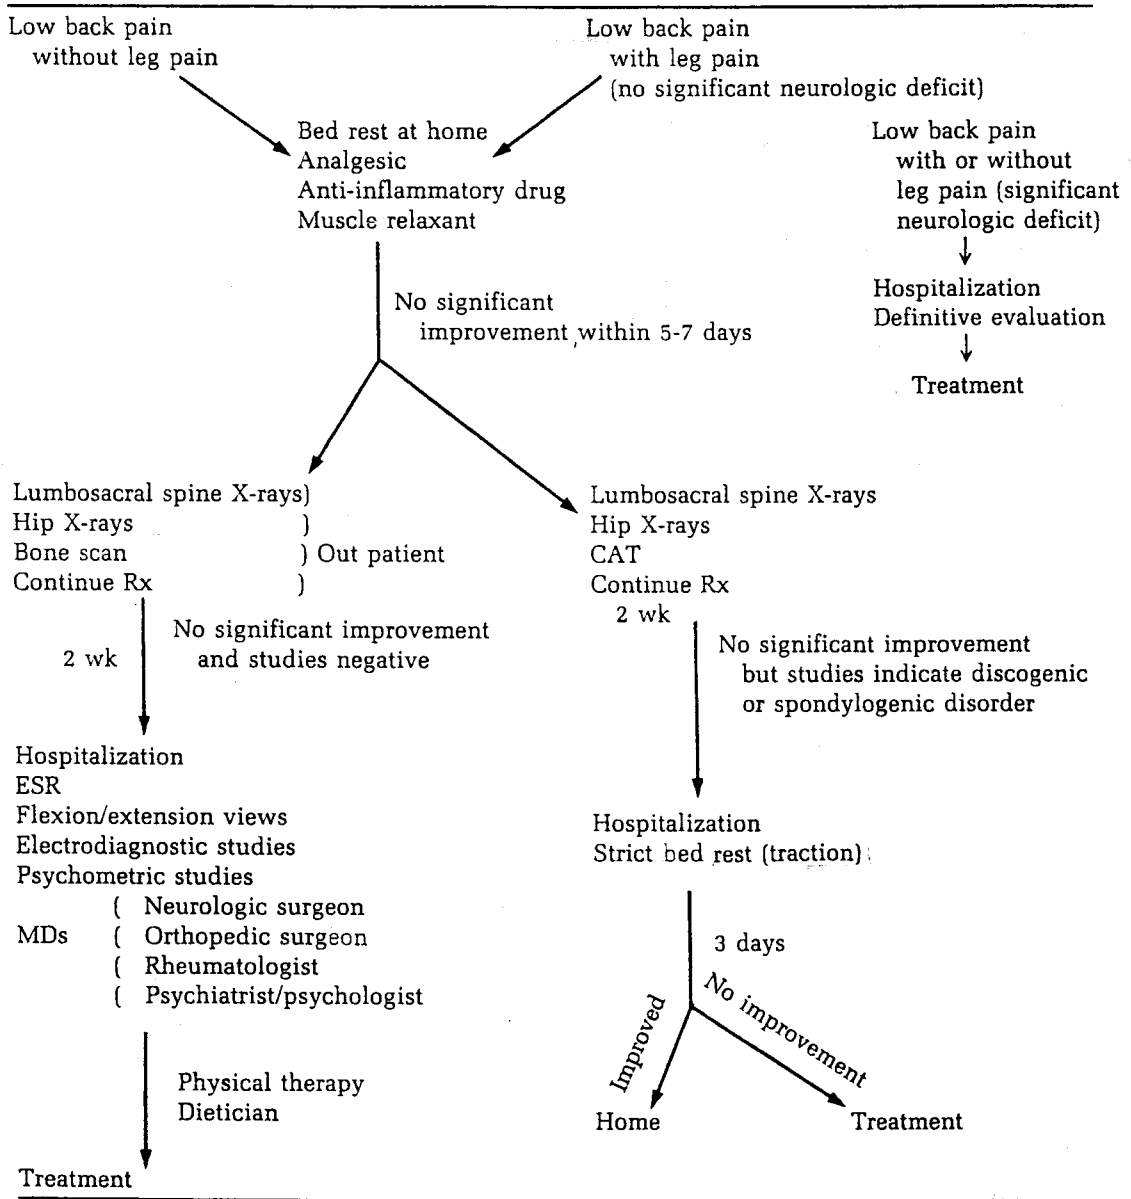 Low back pain
without leg pain
Low back pain
with leg pain
(no significant neurologic deficit)
Bed rest at home
Analgesic
Anti-inflammatory drug
Muscle relaxant
Low back pain
with or without
leg pain (significant
neurologic deficit)
Hospitalization
Definitive evaluation
Treatment
No significant
improvement within 5-7 days
Lumbosacral spine X-rays)
Hip X-rays )
Bone scan ) Out patient
Continue Rx )
Lumbosacral spine X-rays
Hip X-rays
CAT
Continue Rx
2 wk
No significant improvement
and studies negative
2 wk
No significant improvement
but studies indicate discogenic
or spondylogenic disorder
Hospitalization
ESR
Flexion/extension views
Electrodiagnostic studies
Psychometric studies
( Neurologic surgeon
MDs ( Orthopedic surgeon
( Rheumatologist
( Psychiatrist/psychologist
Hospitalization
Strict bed rest (traction)
3 days
Improved
No improvement
Home
Treatment
Physical therapy
Dietician
Treatment